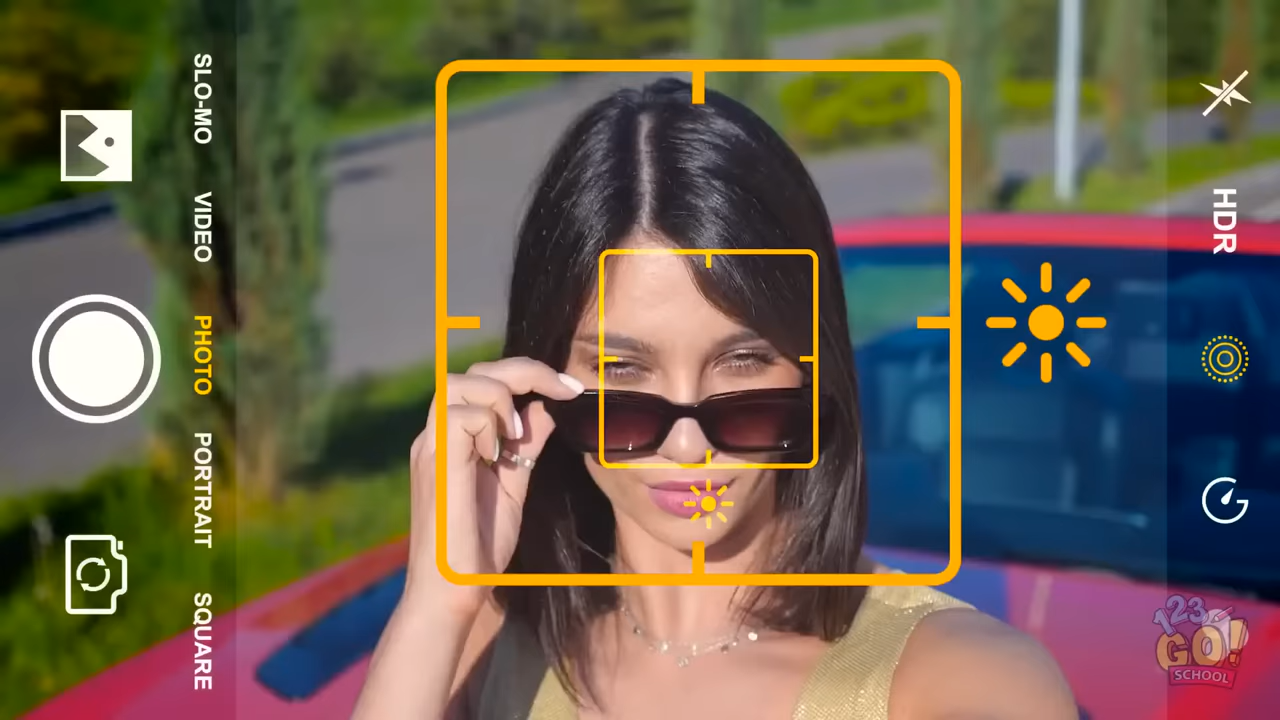 SLO-MO
VIDEO
PHOTO
PORTRAIT
SQUARE
HDR
123
GO!
SCHOOL